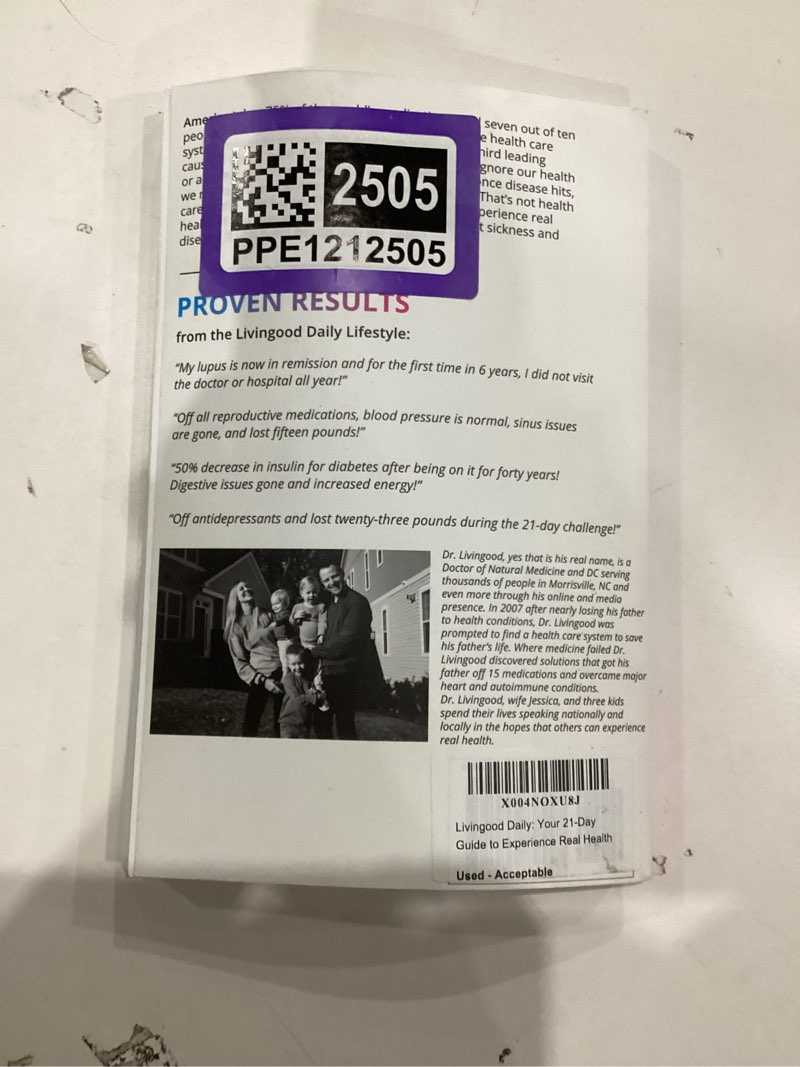 seven out of ten
peo
e health care
syst
hird leading
caus
gnore our health
or a
nce disease hits,
we
That's not health
care
perience real
heal
t sickness and
dise
2505
PPE1212505
PROVEN RESULTS
from the Livingood Daily Lifestyle:
“My lupus is now in remission and for the first time in 6 years, I did not visit
the doctor or hospital all year!”
“Off all reproductive medications, blood pressure is normal, sinus issues
are gone, and lost fifteen pounds!”
“50% decrease in insulin for diabetes after being on it for forty years!
Digestive issues gone and increased energy!”
“Off antidepressants and lost twenty-three pounds during the 21-day challenge!”
Dr. Livingood, yes that is his real name, is a
Doctor of Natural Medicine and DC serving
thousands of people in Morrisville, NC and
even more through his online and media
presence. In 2007 after nearly losing his father
to health conditions, Dr. Livingood was
prompted to find a health care system to save
his father's life. Where medicine failed Dr.
Livingood discovered solutions that got his
father off 15 medications and overcame major
heart and autoimmune conditions.
Dr. Livingood, wife Jessica, and three kids
spend their lives speaking nationally and
locally in the hopes that others can experience
real health.
X004NOXU8J
Livingood Daily: Your 21-Day
Guide to Experience Real Health
Used - Acceptable